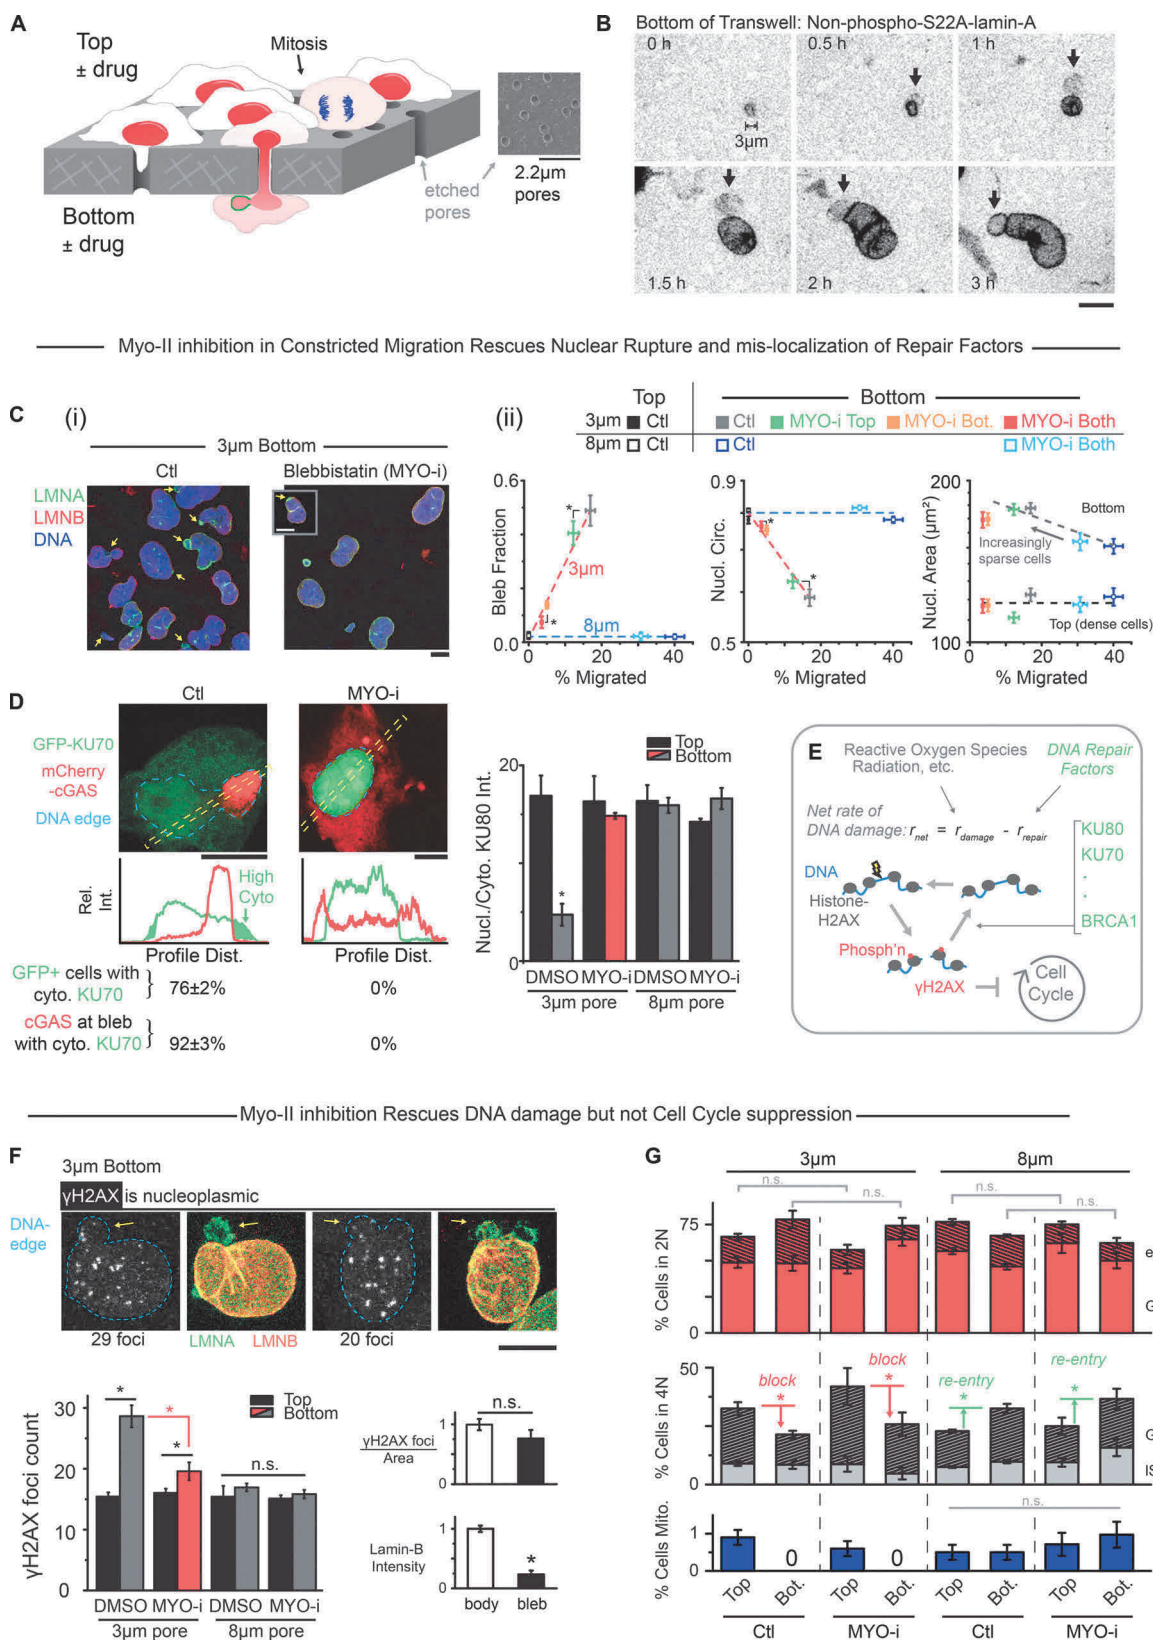 A
Top
± drug
Mitosis
etched
pores
2.2µm
pores
Bottom
± drug
B
Bottom of Transwell: Non-phospho-S22A-lamin-A
0 h
0.5 h
1 h
3µm
1.5 h
2 h
3 h
Myo-II inhibition in Constricted Migration Rescues Nuclear Rupture and mis-localization of Repair Factors
C
(i)
3µm Bottom
Ctl
Blebbistatin (MYO-i)
LMNA
LMNB
DNA
(ii)
Top
Bottom
3µm Ctl
Ctl
MYO-i Top
MYO-i Bot.
MYO-i Both
8µm Ctl
Ctl
MYO-i Both
0.6
Bleb Fraction
0.0
*
3µm
*
8µm
0
20
40
% Migrated
0.9
Nucl. Circ.
0.5
*
*
0
20
40
% Migrated
200
Nucl. Area (µm²)
100
Bottom
Increasingly
sparse cells
Top (dense cells)
0
20
40
% Migrated
D
Ctl
MYO-i
GFP-KU70
mCherry
-cGAS
DNA edge
Rel.
Int.
High
Cyto
Profile Dist.
Profile Dist.
GFP+ cells with
cyto. KU70
76±2%
0%
cGAS at bleb
with cyto. KU70
92±3%
0%
Top
Bottom
20
Nucl./Cyto. KU80 Int.
10
0
*
DMSO MYO-i DMSO MYO-i
3µm pore
8µm pore
E
Reactive Oxygen Species
Radiation, etc.
DNA Repair
Factors
Net rate of
DNA damage: r net = r damage - r repair
KU80
KU70
.
.
BRCA1
DNA
Histone-
H2AX
Phosph'n
γH2AX
Cell
Cycle
Myo-II inhibition Rescues DNA damage but not Cell Cycle suppression
F
3µm Bottom
γH2AX is nucleoplasmic
DNA-
edge
29 foci
LMNA
LMNB
20 foci
Top
Bottom
30
γH2AX foci count
15
0
*
*
*
n.s.
DMSO MYO-i DMSO MYO-i
3µm pore
8µm pore
n.s.
1
γH2AX foci
Area
0
1
Lamin-B
Intensity
*
0
body
bleb
G
3µm
8µm
n.s.
n.s.
n.s.
n.s.
75
% Cells in 2N
0
e
G
50
% Cells in 4N
0
block
*
block
*
re-entry
*
re-entry
*
G
IS
n.s.
1
% Cells Mito.
0
0
0
Top
Bot.
Top
Bot.
Top
Bot.
Top
Bot.
Ctl
MYO-i
Ctl
MYO-i